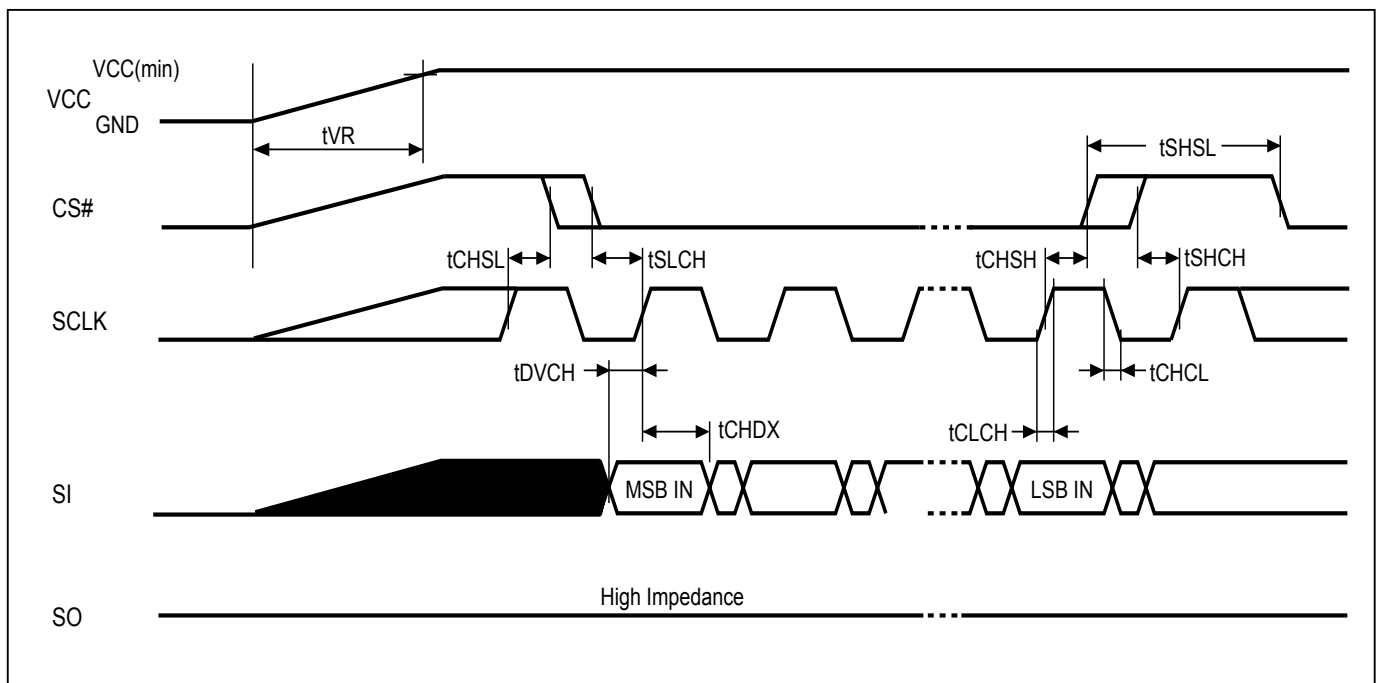 VCC(min)
VCC
GND
tVR
tSHSL
CS#
tCHSL
tSLCH
tCHSH
tSHCH
SCLK
tDVCH
tCHCL
tCHDX
tCLCH
SI
MSB IN
LSB IN
High Impedance
SO